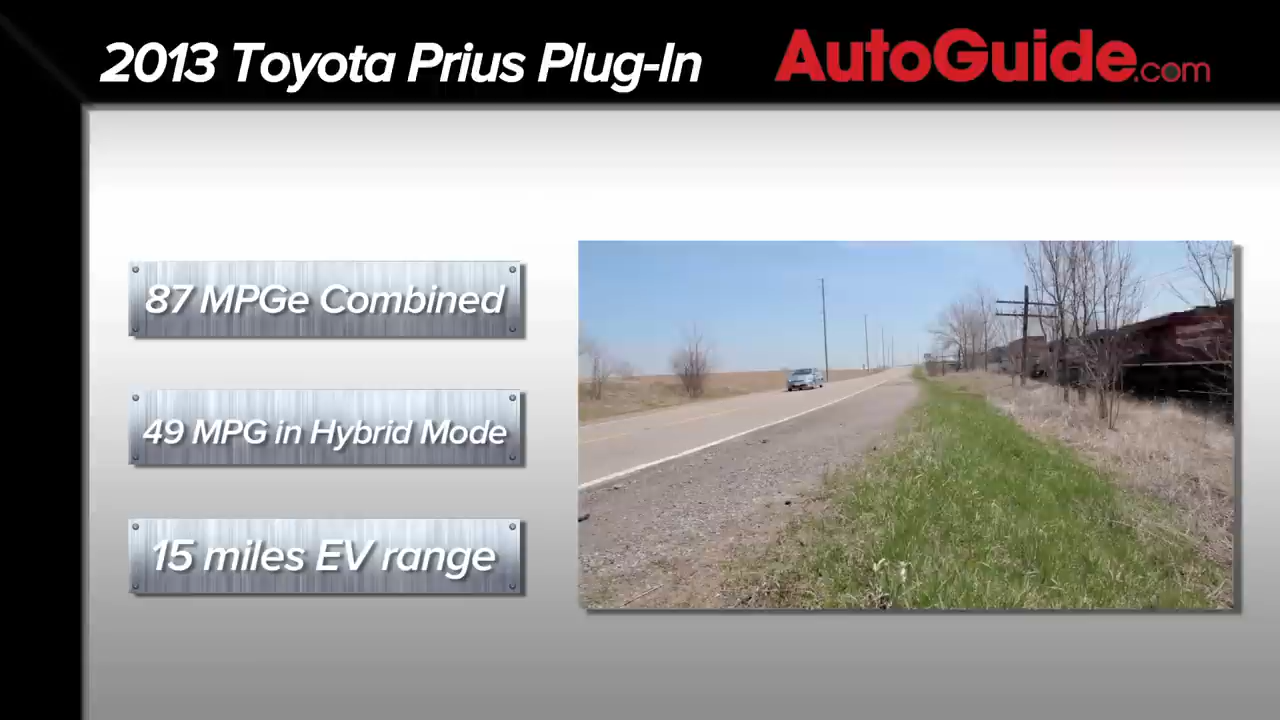 2013 Toyota Prius Plug-In
AutoGuide.com
87 MPGe Combined
49 MPG in Hybrid Mode
15 miles EV range